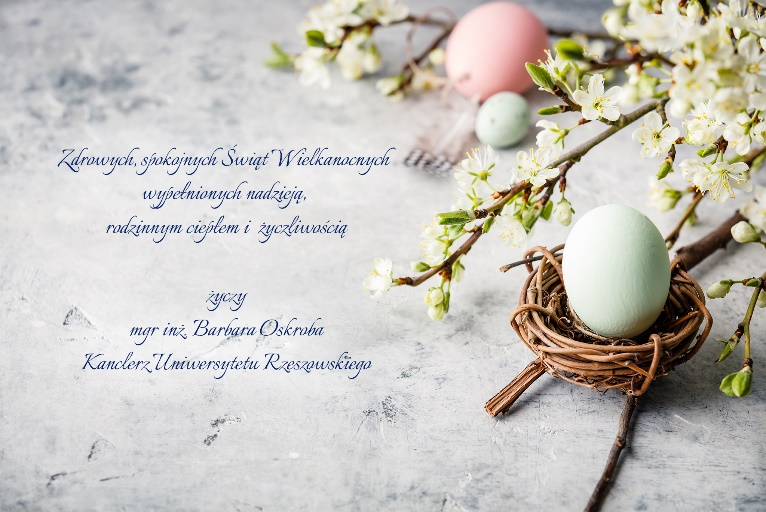 Zdrowych, spokojnych Świąt Wielkanocnych
wypełnionych nadzieją,
rodzinnym ciepłem i życzliwością
życzy
mgr inż. Barbara Oskroba
Kanclerz Uniwersytetu Rzeszowskiego